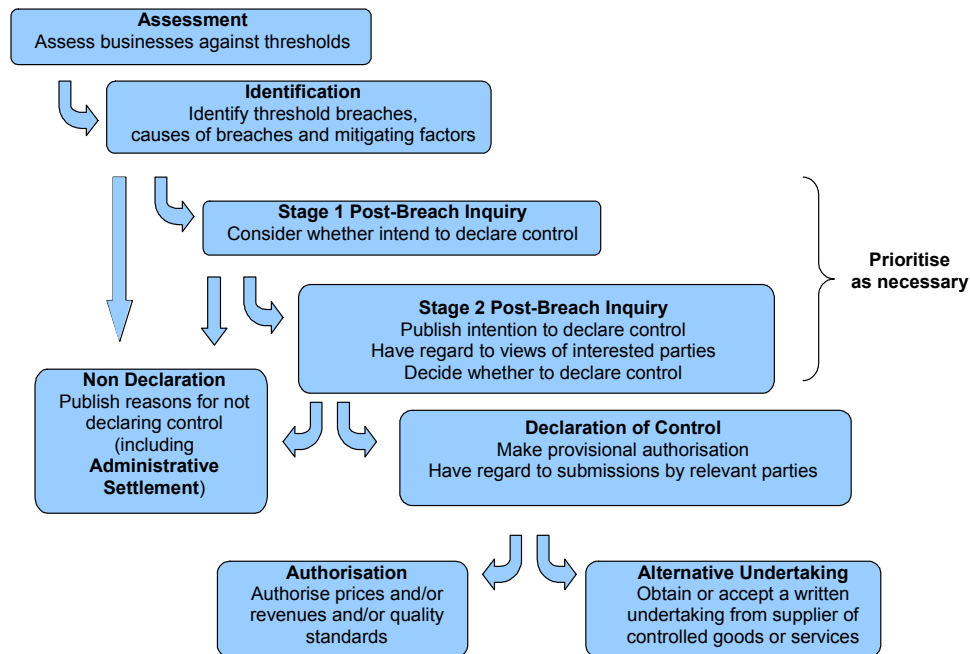 Assessment
Assess businesses against thresholds
Identification
Identify threshold breaches,
causes of breaches and mitigating factors
Stage 1 Post-Breach Inquiry
Consider whether intend to declare control
Prioritise
as necessary
Stage 2 Post-Breach Inquiry
Publish intention to declare control
Have regard to views of interested parties
Decide whether to declare control
Non Declaration
Publish reasons for not
declaring control
(including
Administrative
Settlement)
Declaration of Control
Make provisional authorisation
Have regard to submissions by relevant parties
Authorisation
Authorise prices and/or
revenues and/or quality
standards
Alternative Undertaking
Obtain or accept a written
undertaking from supplier of
controlled goods or services